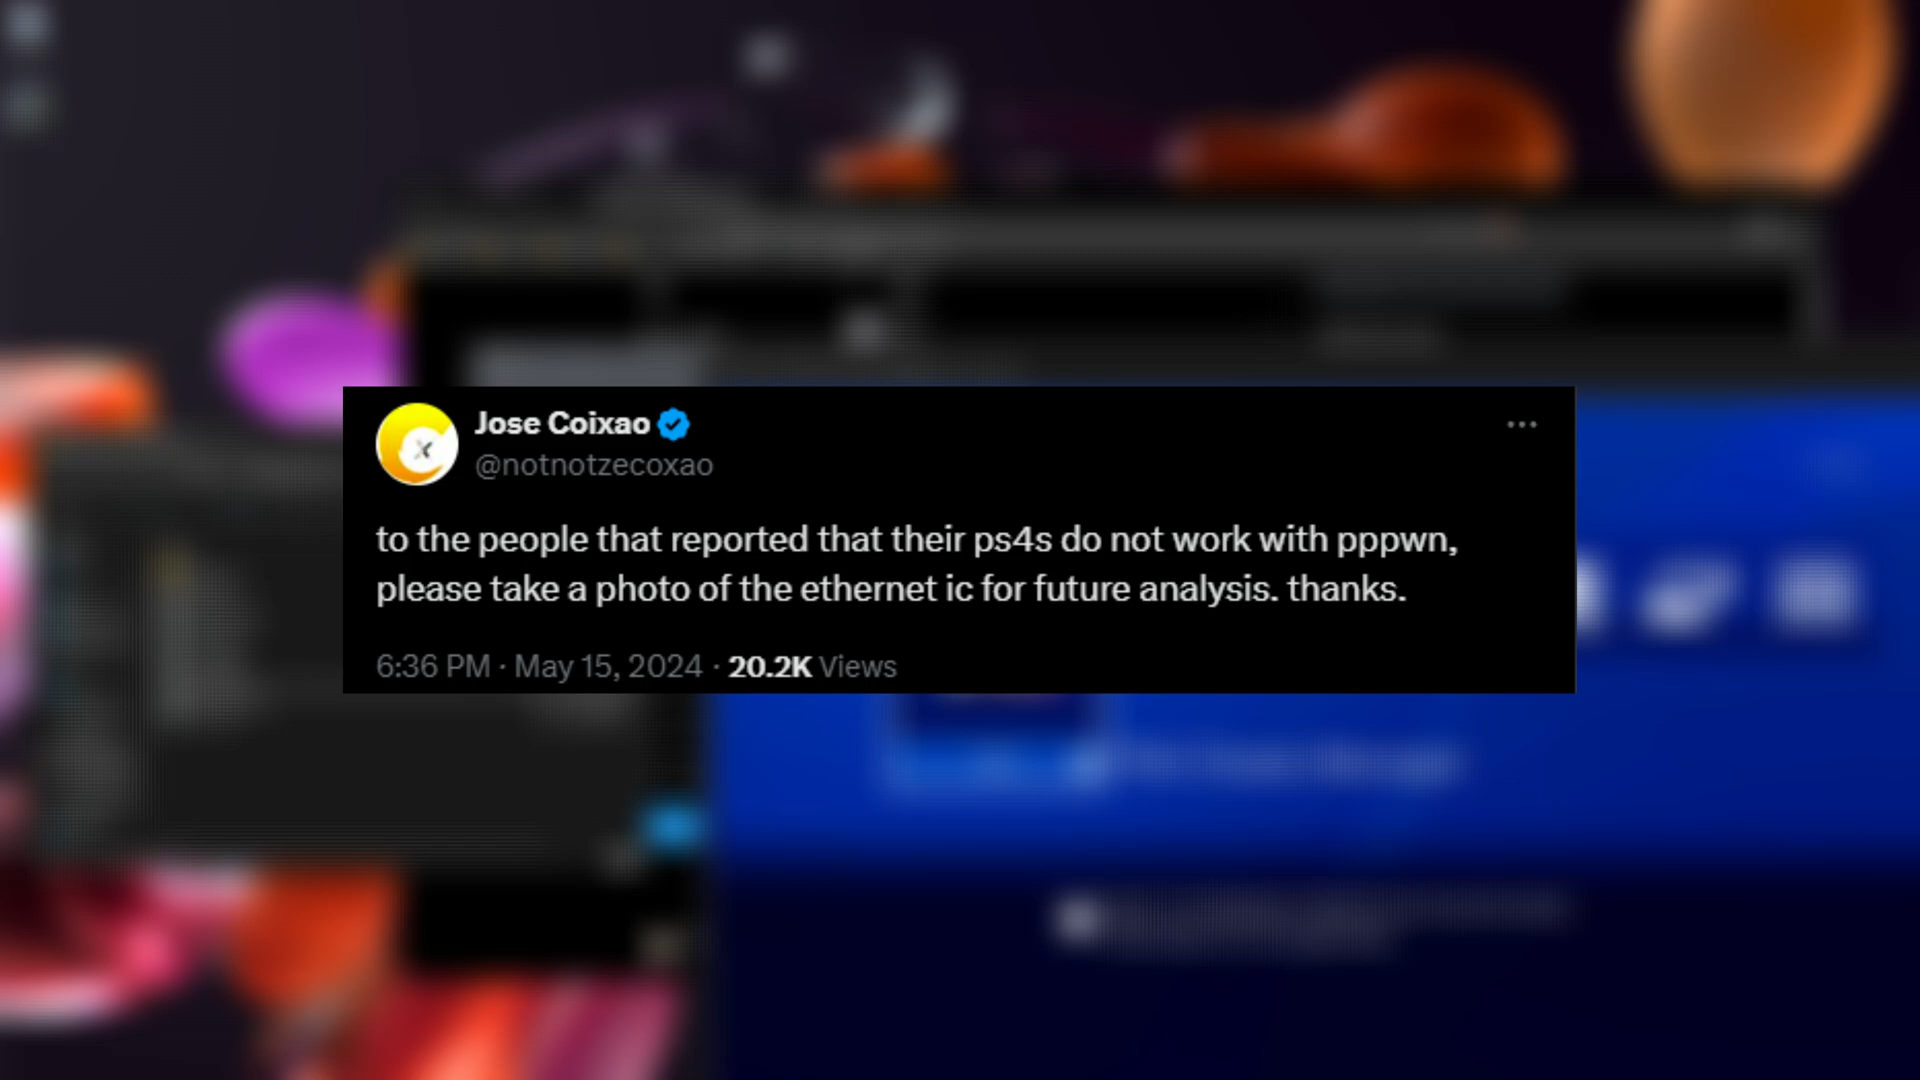 Jose Coixao
@notnotzecoxao
to the people that reported that their ps4s do not work with pppwn,
please take a photo of the ethernet ic for future analysis. thanks.
6:36 PM · May 15, 2024 · 20.2K Views